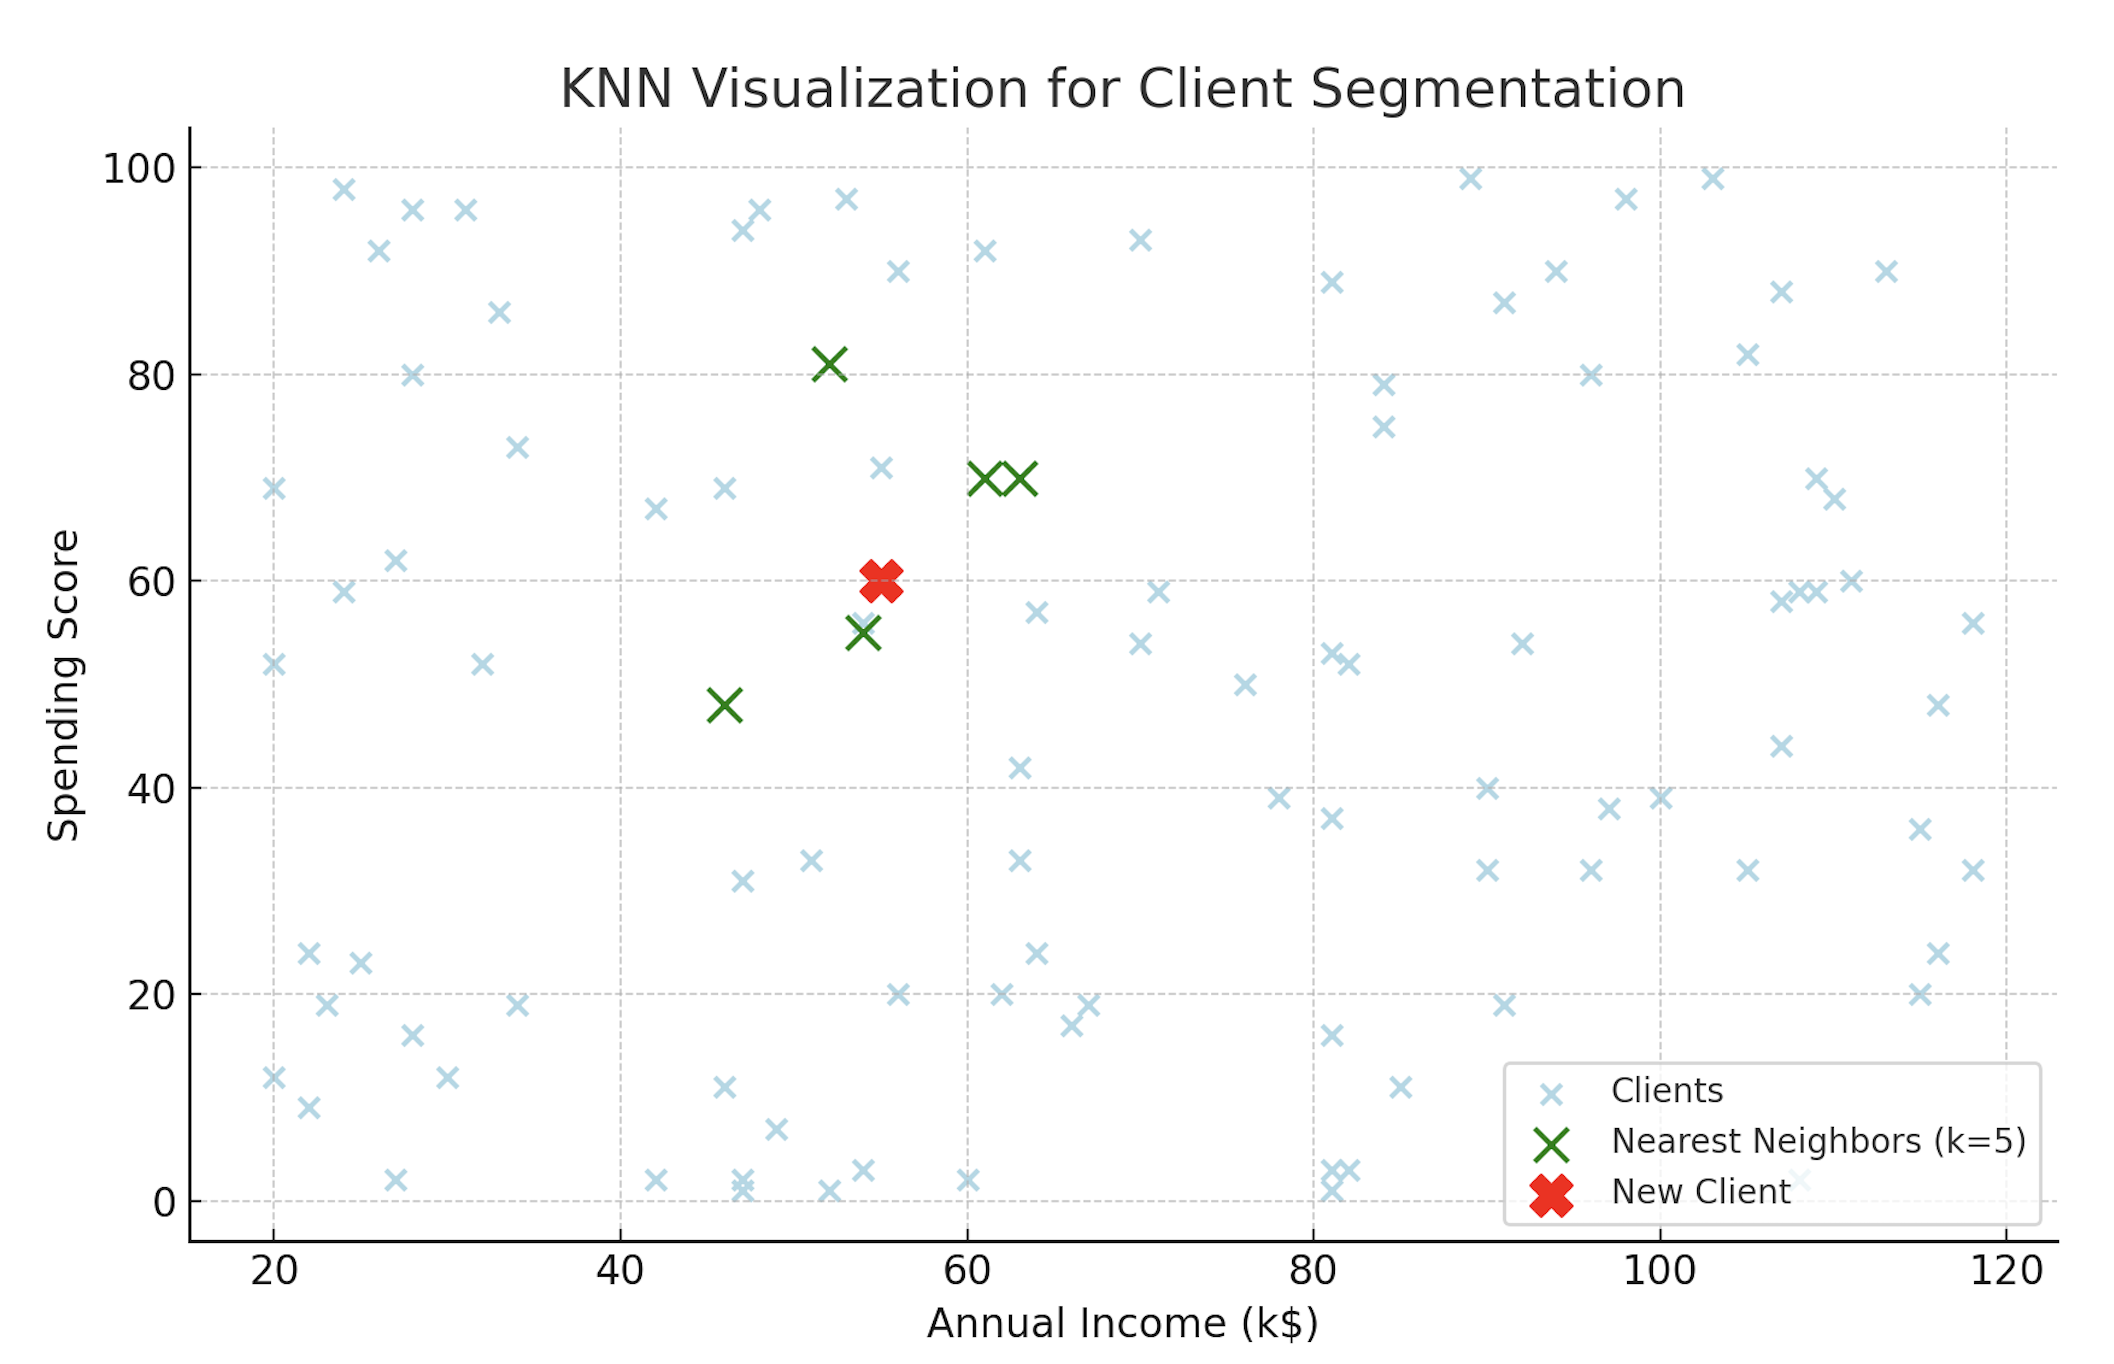 KNN Visualization for Client Segmentation
Spending Score
100
80
60
40
20
0
20 40 60 80 100 120
Annual Income (k$)
Clients
Nearest Neighbors (k=5)
New Client